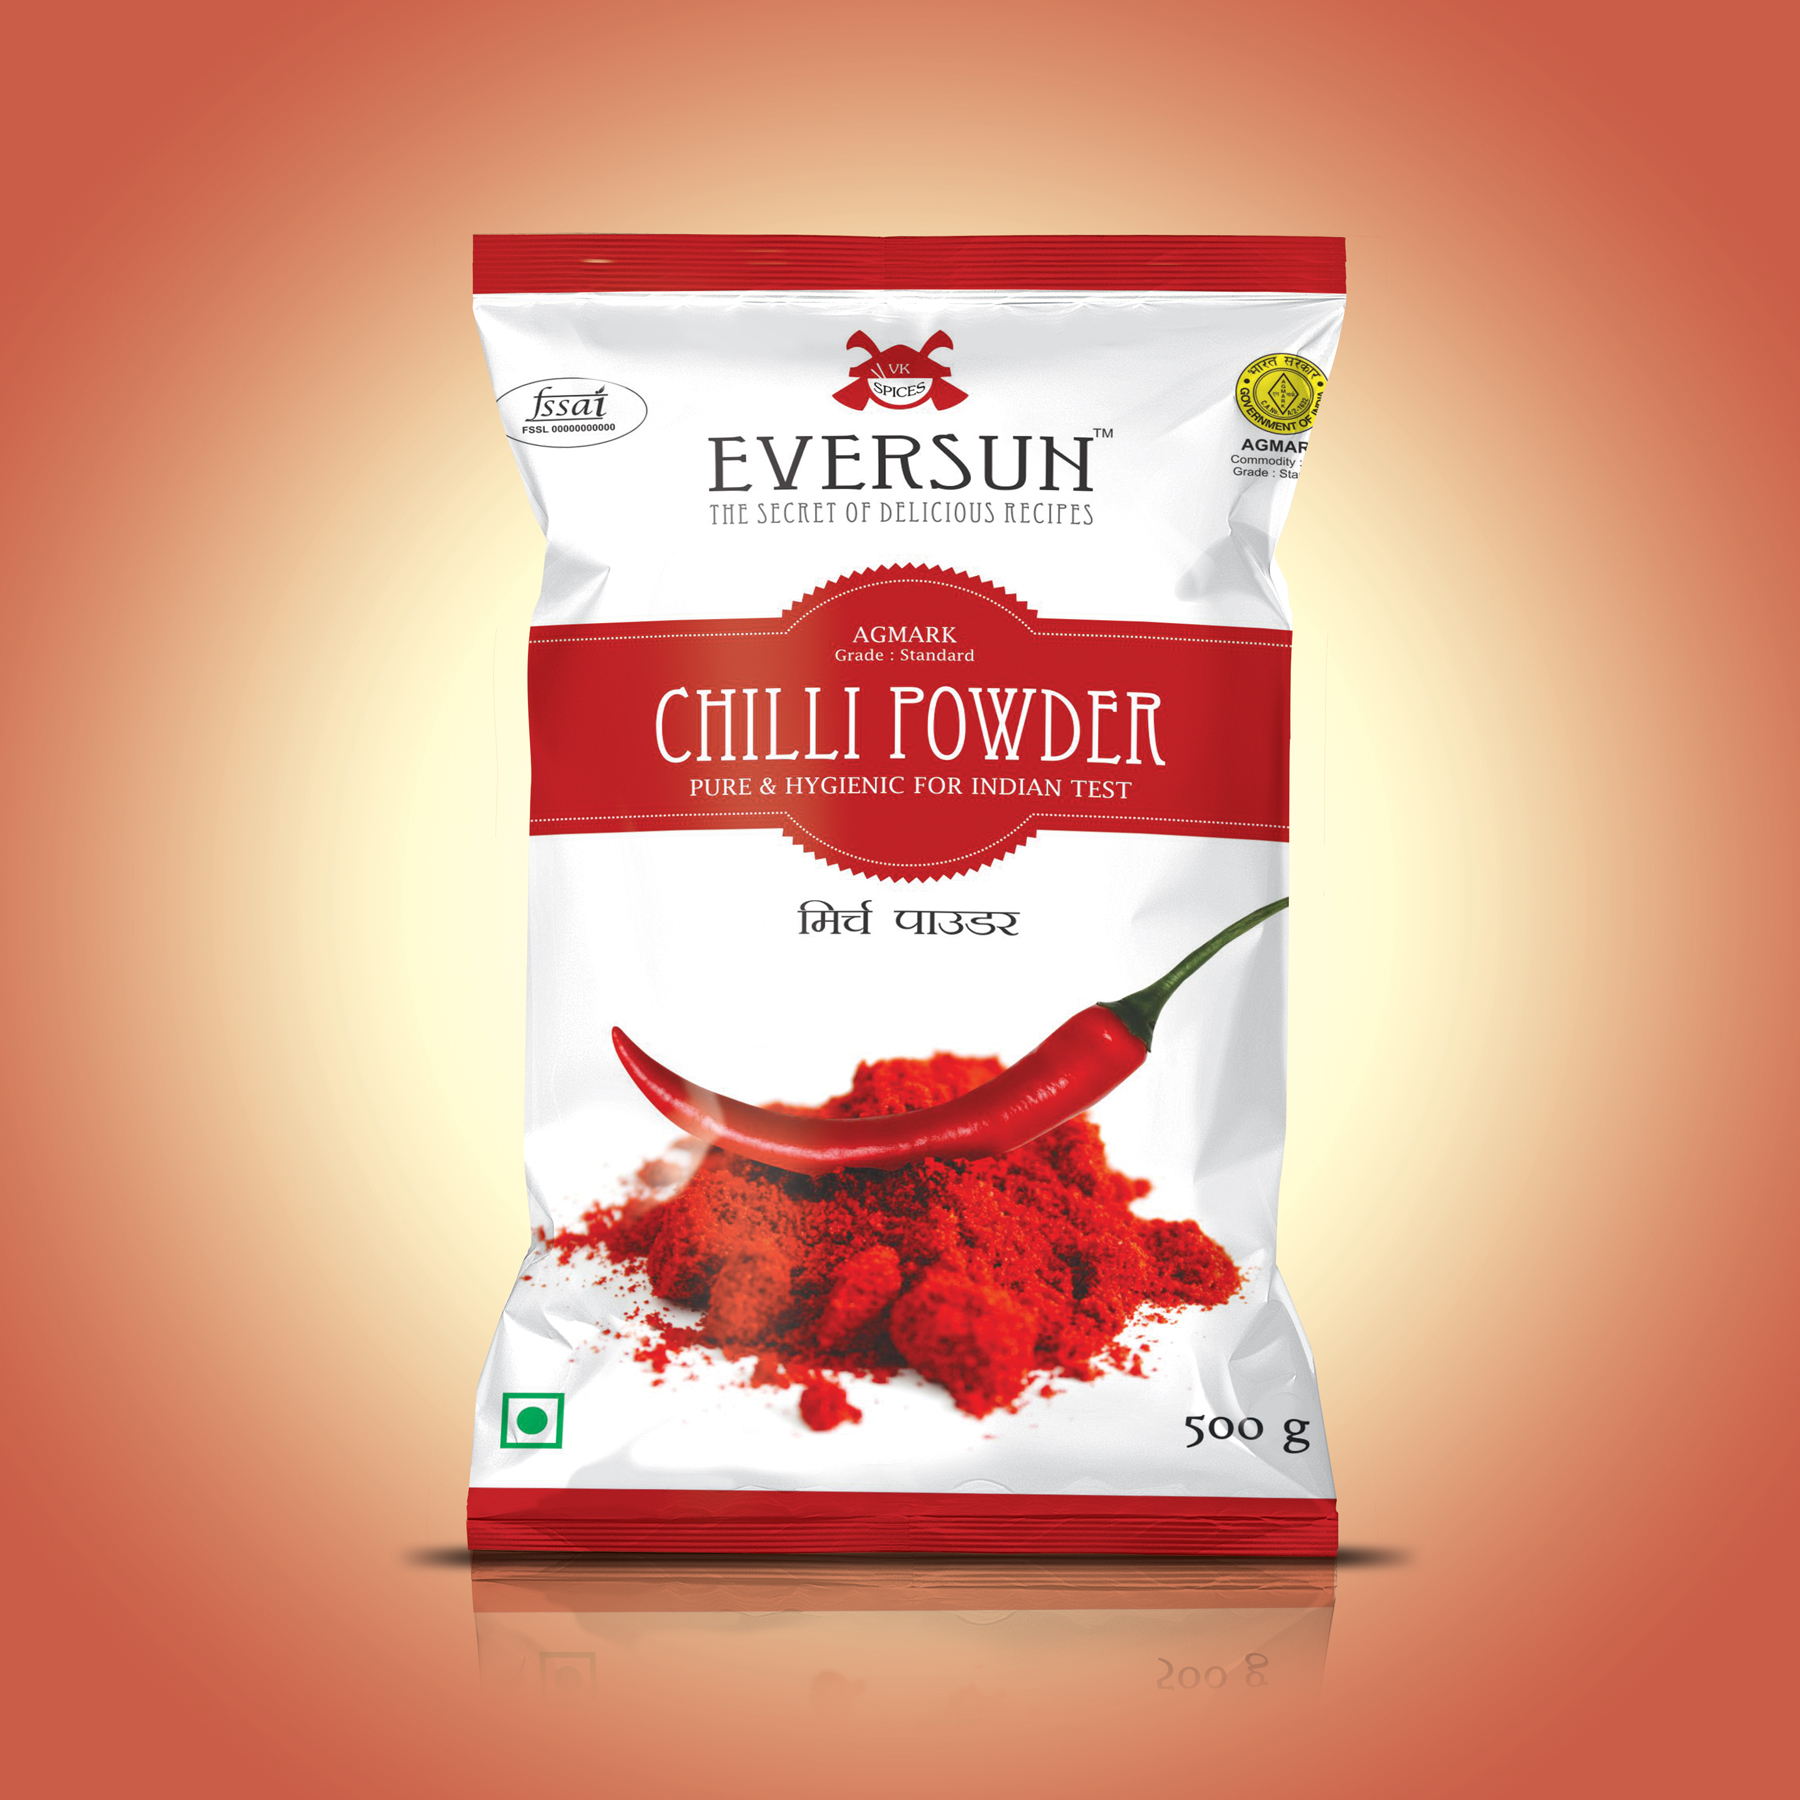 VK
SPICES
fssai
FSSL 00000000000
भारत सरकार
AGMARK
GOVERNMENT OF INDIA
AGMAR
Commodity :
Grade : Sta
EVERSUN™
THE SECRET OF DELICIOUS RECIPES
AGMARK
Grade : Standard
CHILLI POWDER
PURE & HYGIENIC FOR INDIAN TEST
मिर्च पाउडर
500 g